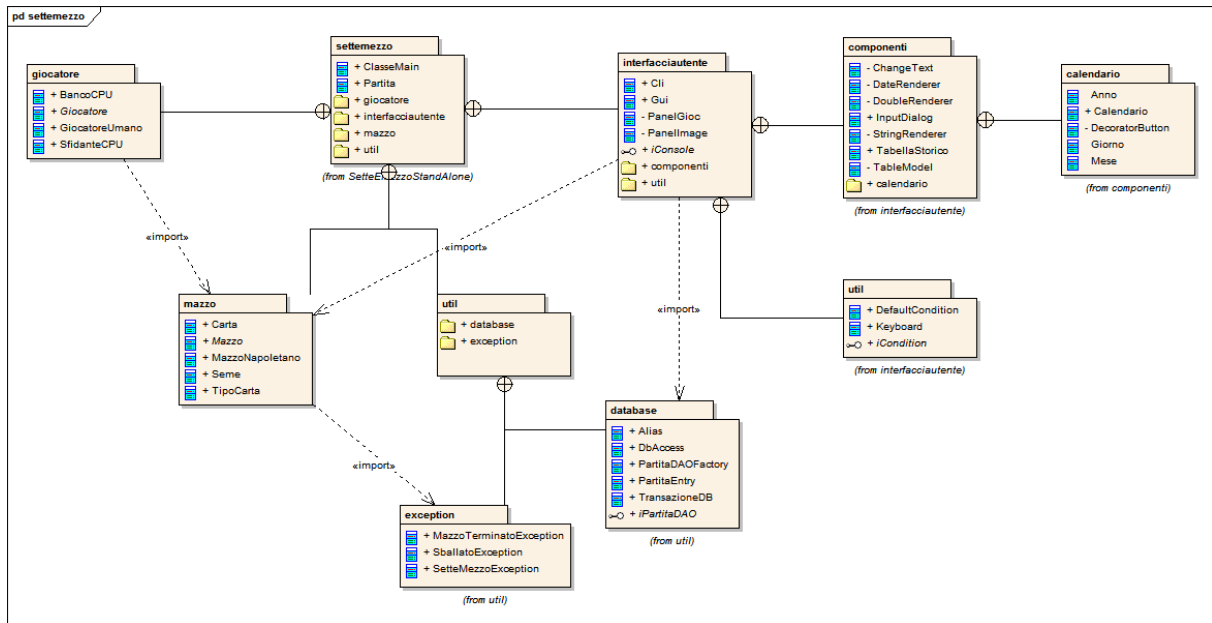 pd settemezzo
settemezzo
+ ClasseMain
+ Partita
+ giocatore
+ interfacciautente
+ mazzo
+ util
(from SetteEMezzoStandAlone)
giocatore
+ BancoCPU
+ Giocatore
+ GiocatoreUmano
+ SfidanteCPU
interfacciautente
+ Cli
+ Gui
- PanelGioc
- PanelImage
+ iConsole
+ componenti
+ util
componenti
- ChangeText
- DateRenderer
- DoubleRenderer
+ InputDialog
- StringRenderer
+ TabellaStorico
- TableModel
+ calendario
(from interfacciautente)
calendario
Anno
+ Calendario
- DecoratorButton
Giorno
Mese
(from componenti)
«import»
«import»
«import»
mazzo
+ Carta
+ Mazzo
+ MazzoNapoletano
+ Seme
+ TipoCarta
util
+ database
+ exception
util
+ DefaultCondition
+ Keyboard
+ iCondition
(from interfacciautente)
«import»
database
+ Alias
+ DbAccess
+ PartitaDAOFactory
+ PartitaEntry
+ TransazioneDB
+ iPartitaDAO
(from util)
exception
+ MazzoTerminatoException
+ SballatoException
+ SetteMezzoException
(from util)